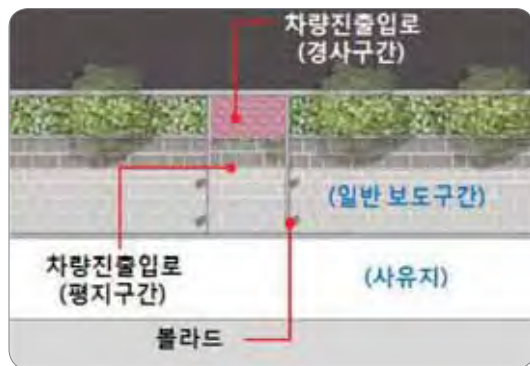 차량진출입로
(경사구간)
(일반 보도구간)
차량진출입로
(평지구간)
(사유지)
볼라드